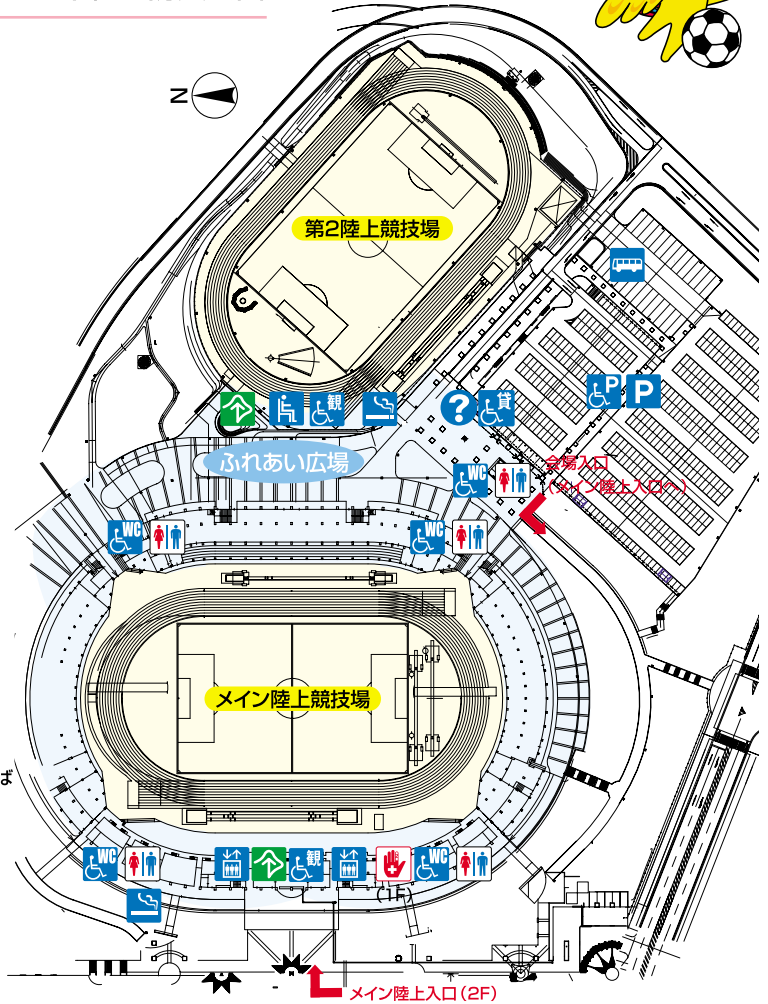 N
第2陸上競技場
P
P
観
?
貸
ふれあい広場
WC
会場入口
(メイン陸上入口へ)
WC
WC
メイン陸上競技場
ば
WC
観
WC
(1F)
メイン陸上入口(2F)